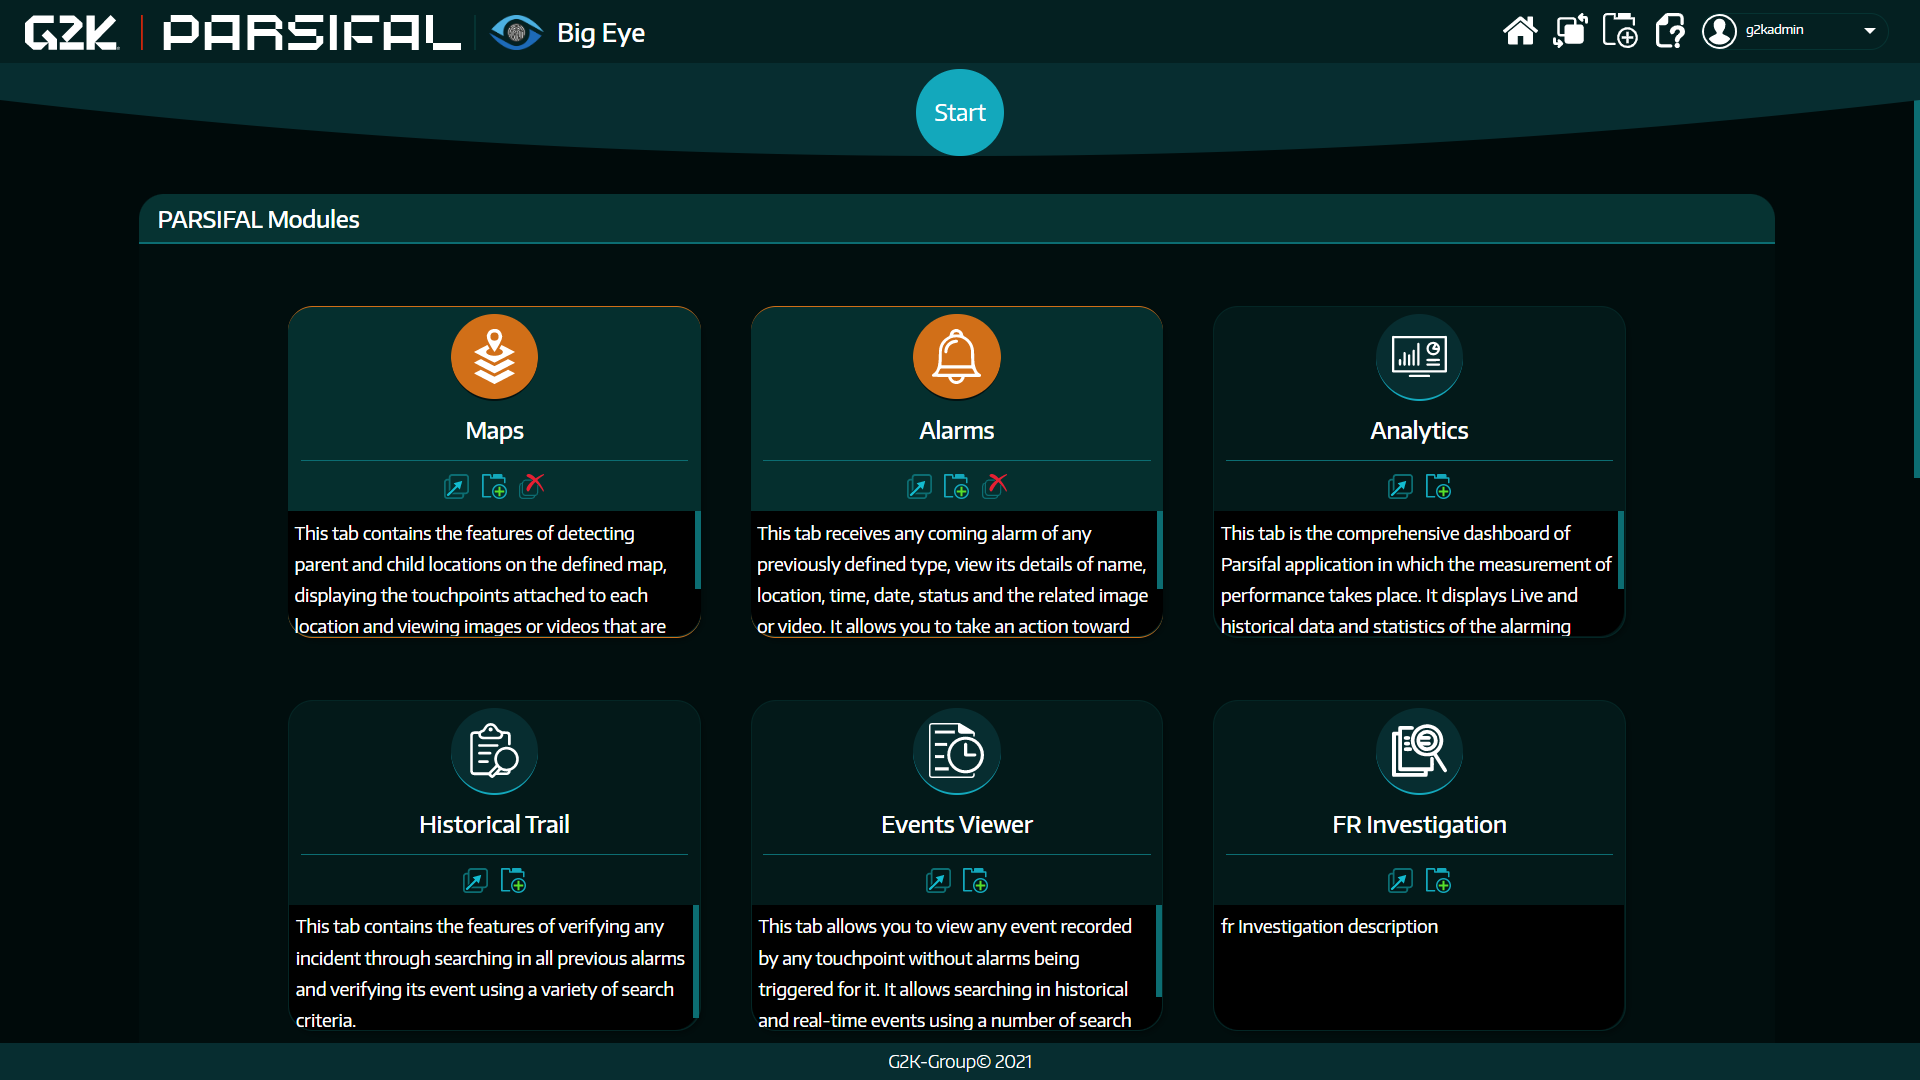 G2K PARSIFAL Big Eye
g2kadmin
Start
PARSIFAL Modules
Maps
This tab contains the features of detecting
parent and child locations on the defined map,
displaying the touchpoints attached to each
location and viewing images or videos that are
Alarms
This tab receives any coming alarm of any
previously defined type, view its details of name,
location, time, date, status and the related image
or video. It allows you to take an action toward
Analytics
This tab is the comprehensive dashboard of
Parsifal application in which the measurement of
performance takes place. It displays Live and
historical data and statistics of the alarming
Historical Trail
This tab contains the features of verifying any
incident through searching in all previous alarms
and verifying its event using a variety of search
criteria.
Events Viewer
This tab allows you to view any event recorded
by any touchpoint without alarms being
triggered for it. It allows searching in historical
and real-time events using a number of search
FR Investigation
fr Investigation description
G2K-Group© 2021